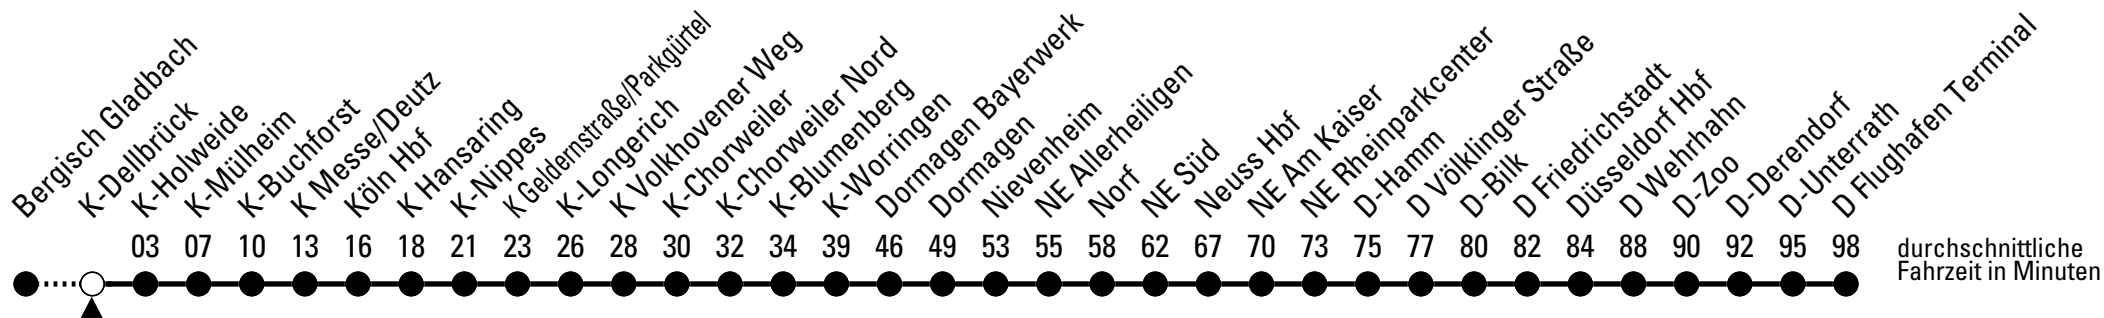 Bergisch Gladbach
K-Dellbrück
K-Holweide
K-Mülheim
K-Buchforst
K Messe/Deutz
Köln Hbf
K Hansaring
K-Nippes
K Geldernstraße/Parkgürtel
K-Longerich
K Volkhovener Weg
K-Chorweiler
K-Chorweiler Nord
K-Blumenberg
K-Worringen
Dormagen Bayerwerk
Dormagen
Nievenheim
NE Allerheiligen
Norf
NE Süd
Neuss Hbf
NE Am Kaiser
NE Rheinparkcenter
D-Hamm
D Völklinger Straße
D-Bilk
D Friedrichstadt
Düsseldorf Hbf
D Wehrhahn
D-Zoo
D-Derendorf
D-Unterrath
D Flughafen Terminal
03 07 10 13 16 18 21 23 26 28 30 32 34 39 46 49 53 55 58 62 67 70 73 75 77 80 82 84 88 90 92 95 98
durchschnittliche
Fahrzeit in Minuten